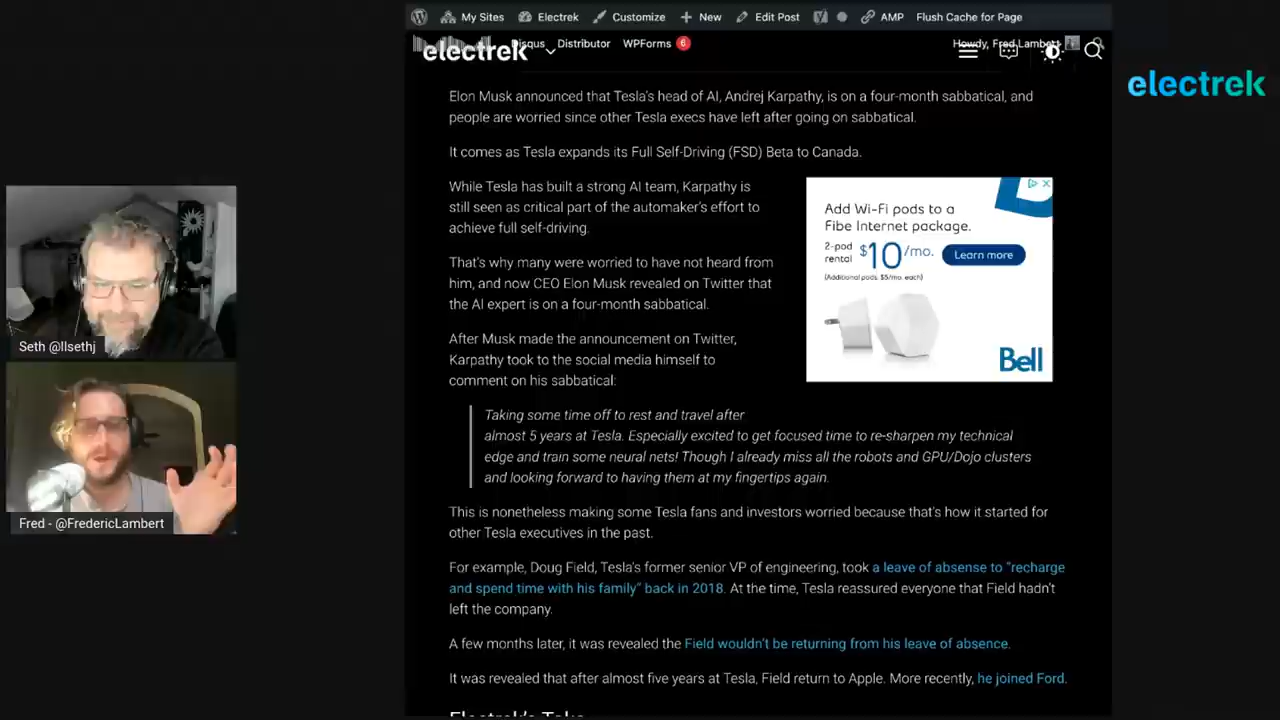 My Sites Electrek Customize New Edit Post AMP Flush Cache for Page
Disqus Distributor WPForms 6 Howdy, Fred Lambert
electrek
electrek
Elon Musk announced that Tesla's head of AI, Andrej Karpathy, is on a four-month sabbatical, and
people are worried since other Tesla execs have left after going on sabbatical.
It comes as Tesla expands its Full Self-Driving (FSD) Beta to Canada.
While Tesla has built a strong AI team, Karpathy is
still seen as critical part of the automaker's effort to
achieve full self-driving.
That's why many were worried to have not heard from
him, and now CEO Elon Musk revealed on Twitter that
the AI expert is on a four-month sabbatical.
After Musk made the announcement on Twitter,
Karpathy took to the social media himself to
comment on his sabbatical:
Add Wi-Fi pods to a
Fibe Internet package.
2-pod
rental $10/mo. Learn more
(Additional pods, $5/mo. each)
Bell
Taking some time off to rest and travel after
almost 5 years at Tesla. Especially excited to get focused time to re-sharpen my technical
edge and train some neural nets! Though I already miss all the robots and GPU/Dojo clusters
and looking forward to having them at my fingertips again.
This is nonetheless making some Tesla fans and investors worried because that's how it started for
other Tesla executives in the past.
For example, Doug Field, Tesla's former senior VP of engineering, took a leave of absense to "recharge
and spend time with his family" back in 2018. At the time, Tesla reassured everyone that Field hadn't
left the company.
A few months later, it was revealed the Field wouldn't be returning from his leave of absence.
It was revealed that after almost five years at Tesla, Field return to Apple. More recently, he joined Ford.
Electrek's Take
Seth @llsethj
Fred - @FredericLambert